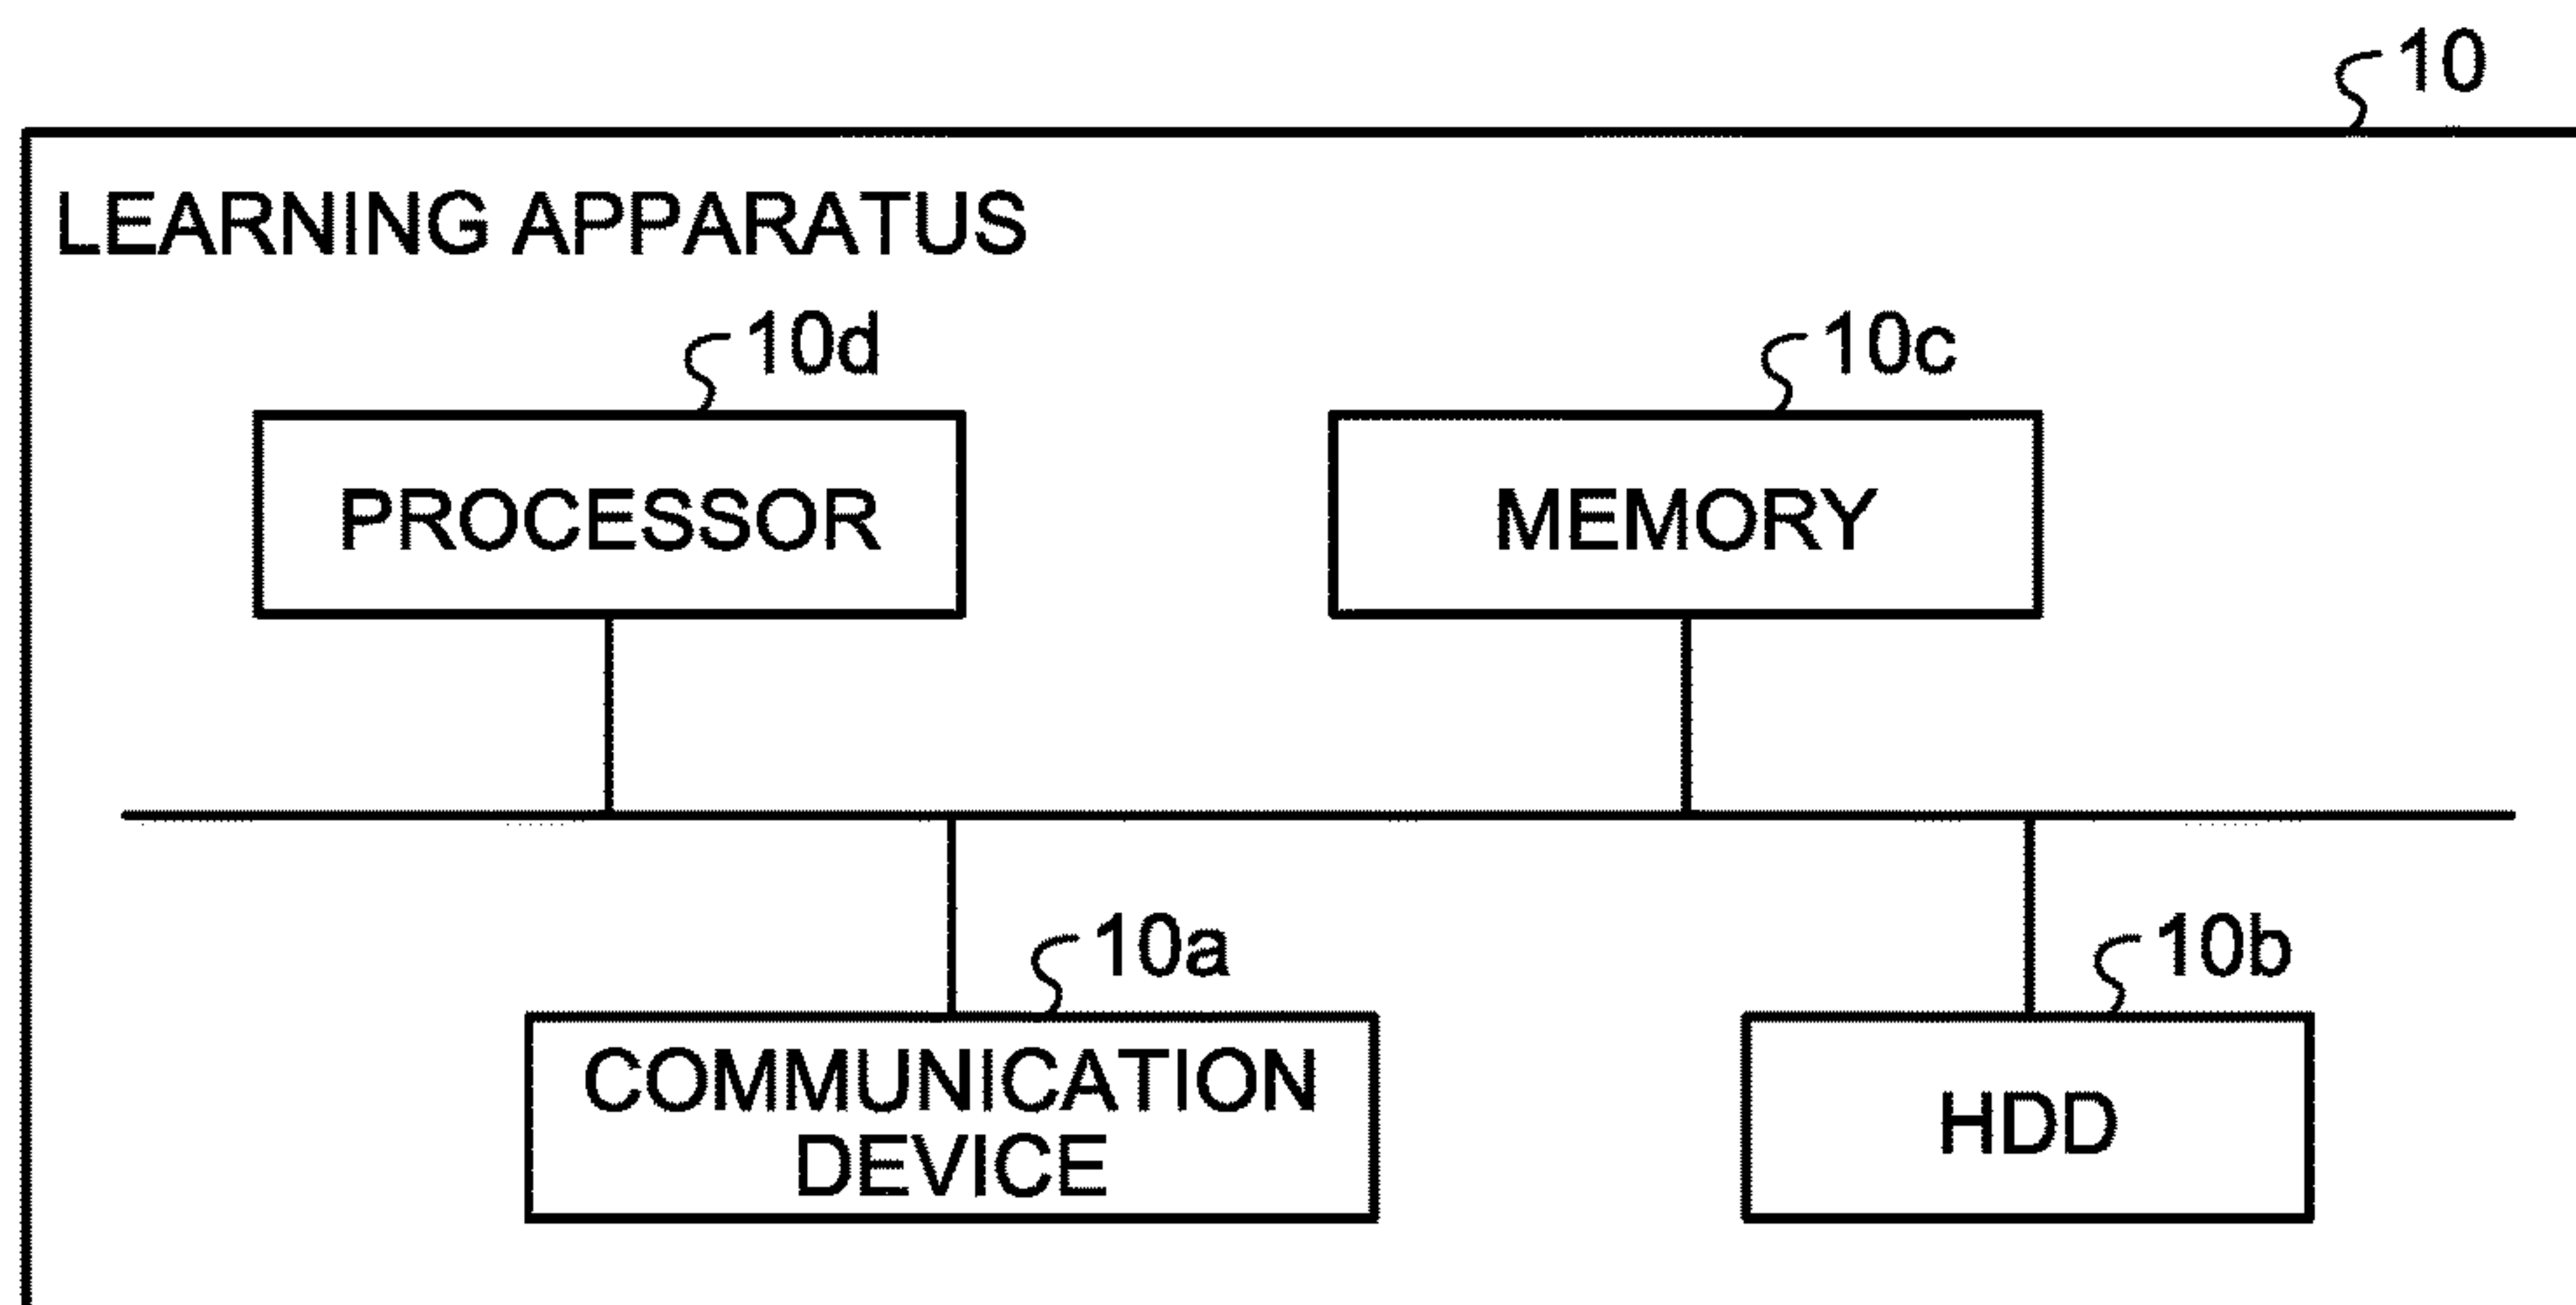 10
LEARNING APPARATUS
10d
10c
PROCESSOR
MEMORY
10a
10b
COMMUNICATION
DEVICE
HDD